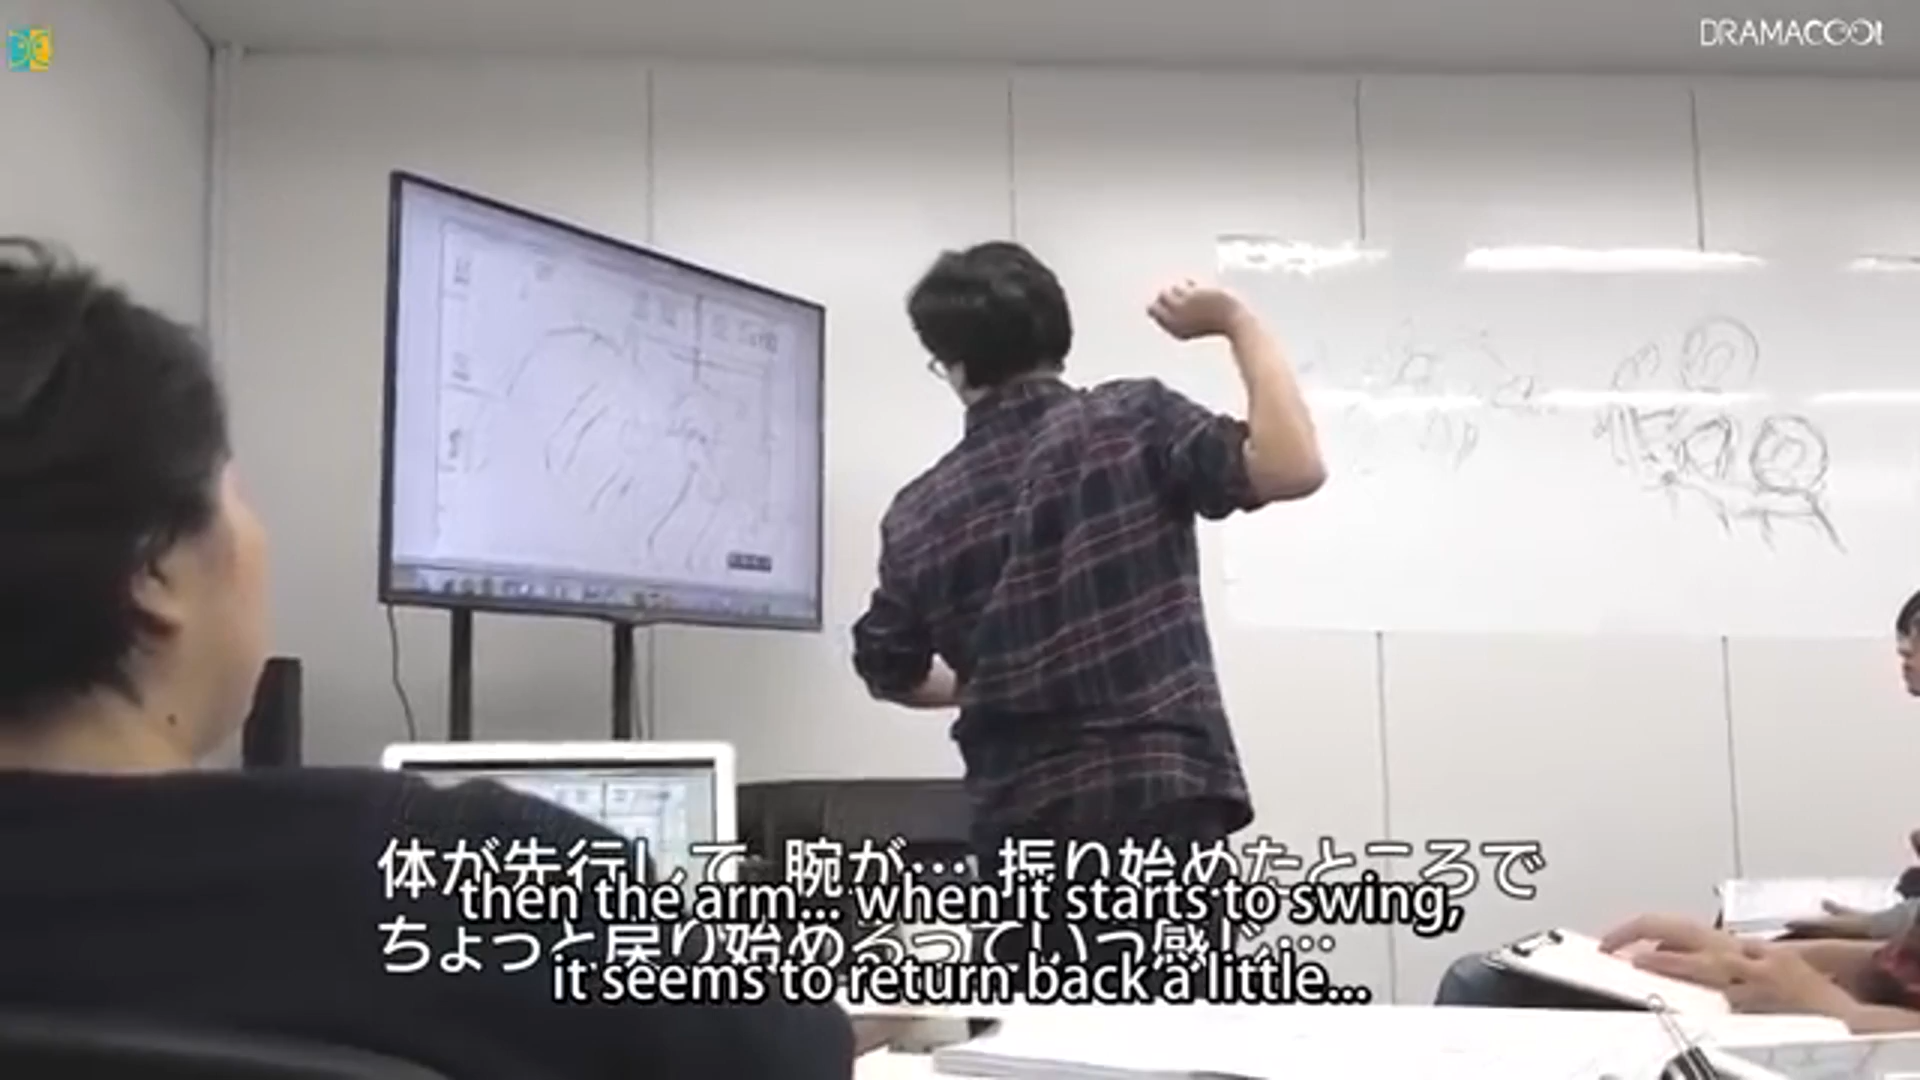 DRAMACOOL
体が先行して 腕が… 振り始めたところで
ちょっと戻り始めるっていう感じ…
then the arm... when it starts to swing,
it seems to return back a little...